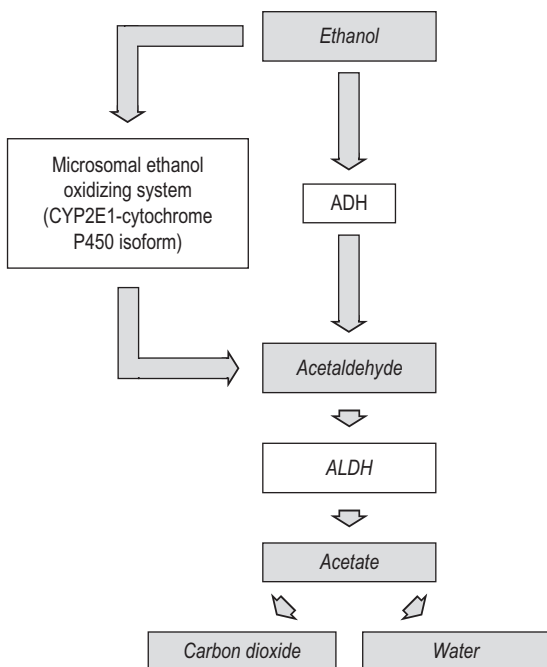 Ethanol
Microsomal ethanol
oxidizing system
(CYP2E1-cytochrome
P450 isoform)
ADH
Acetaldehyde
ALDH
Acetate
Carbon dioxide
Water